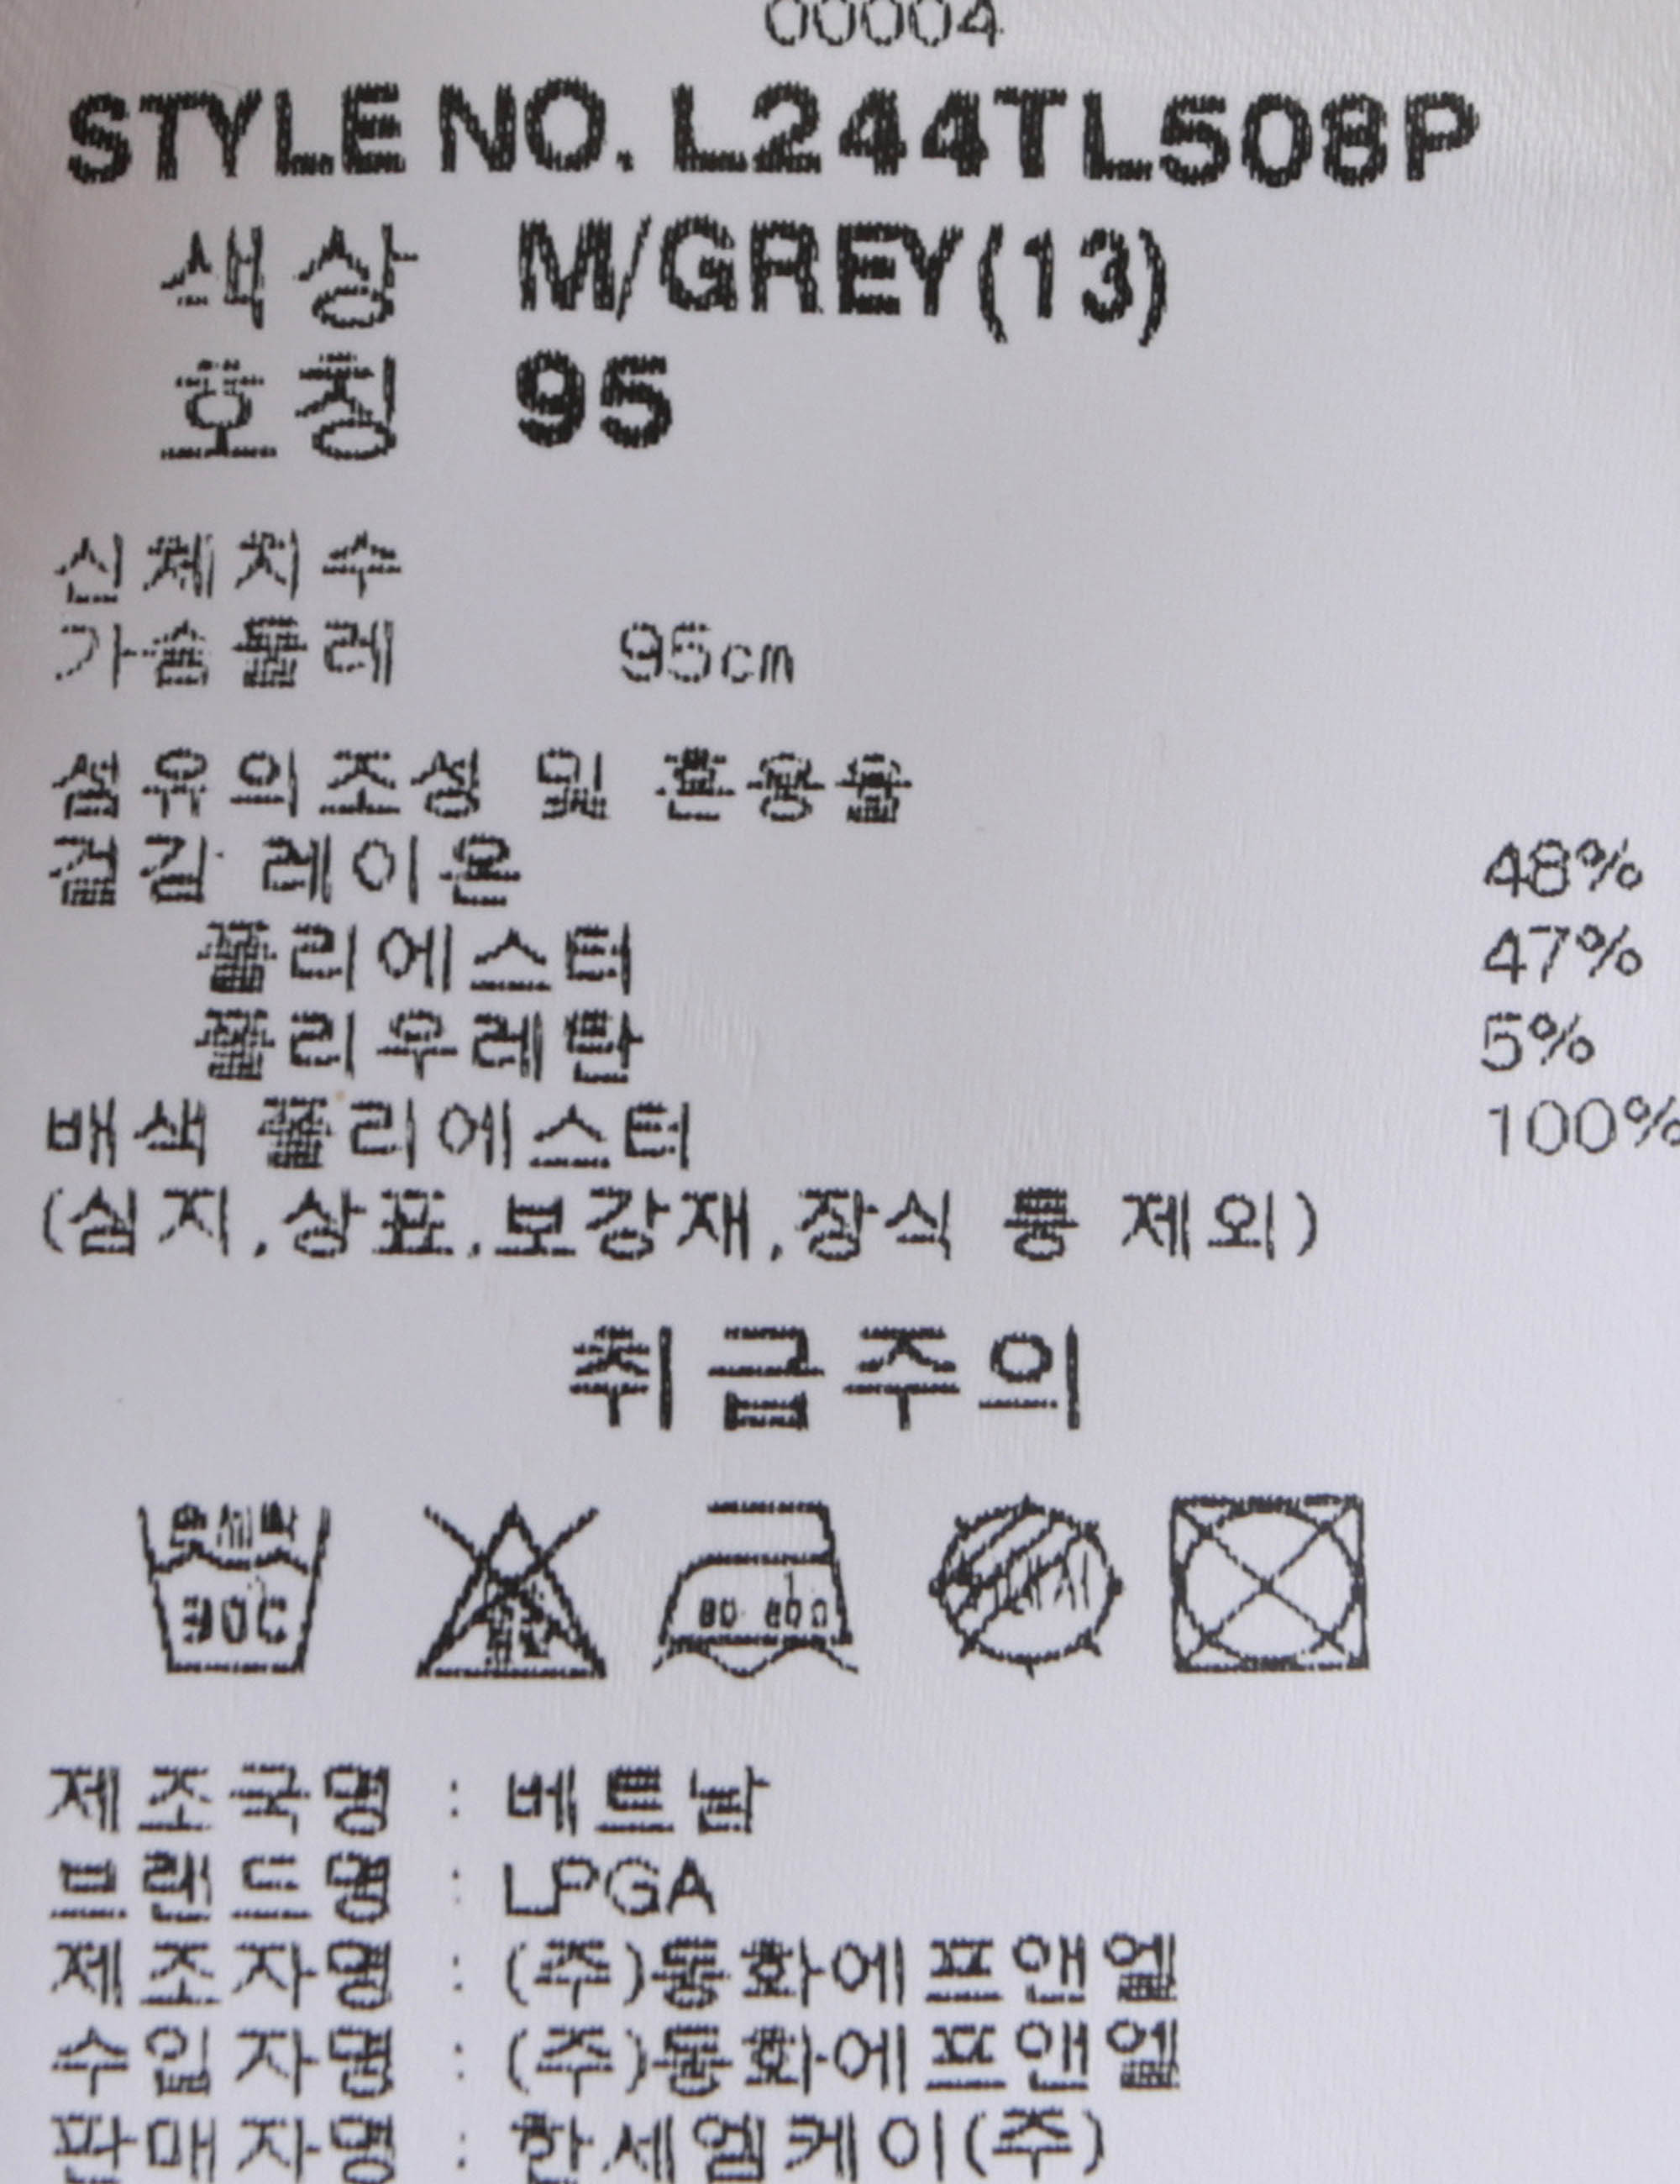 00004
STYLE NO. L244TL508P
색상 M/GREY(13)
호칭 95
신체치수
가슴둘레 95cm
섬유의조성 및 혼용율
겉감 레이온 48%
폴리에스터 47%
폴리우레탄 5%
배색 폴리에스터 100%
(심지,상표,보강재,장식 등 제외)
취급주의
30C
제조국명 : 베트남
브랜드명 : LPGA
제조자명 : (주)동화에프앤엘
수입자명 : (주)동화에프앤엘
판매자명 : 한세엠케이(주)